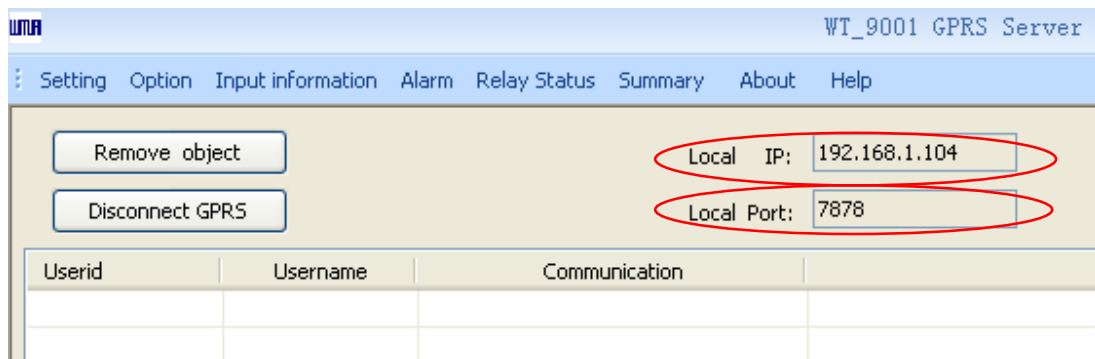 WMA
WT_9001 GPRS Server
Setting Option Input information Alarm Relay Status Summary About Help
Remove object
Local IP: 192.168.1.104
Disconnect GPRS
Local Port: 7878
Userid Username Communication